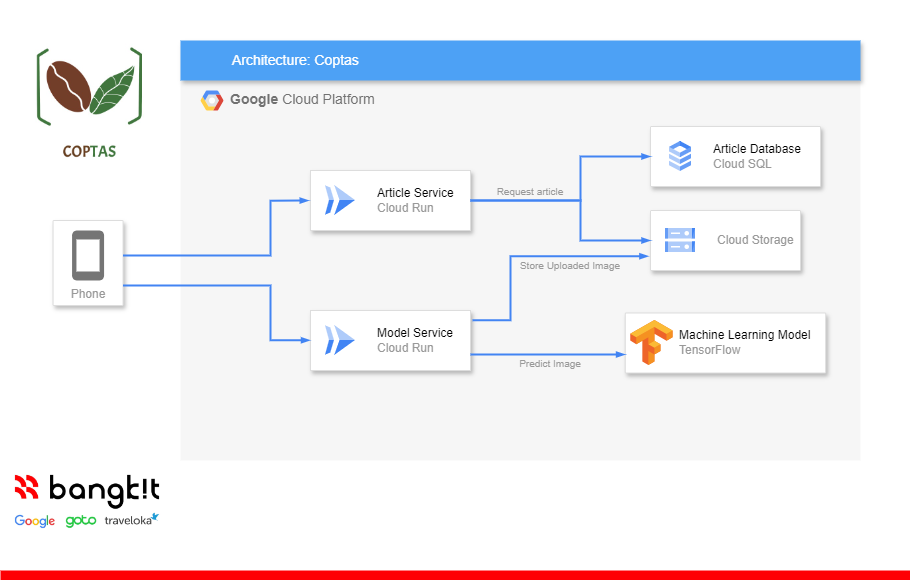 COPTAS
Architecture: Coptas
Google Cloud Platform
Article Database
Cloud SQL
Article Service
Cloud Run
Request article
Cloud Storage
Store Uploaded Image
Phone
Model Service
Cloud Run
Machine Learning Model
TensorFlow
Predict Image
bangk!t
Google goto traveloka